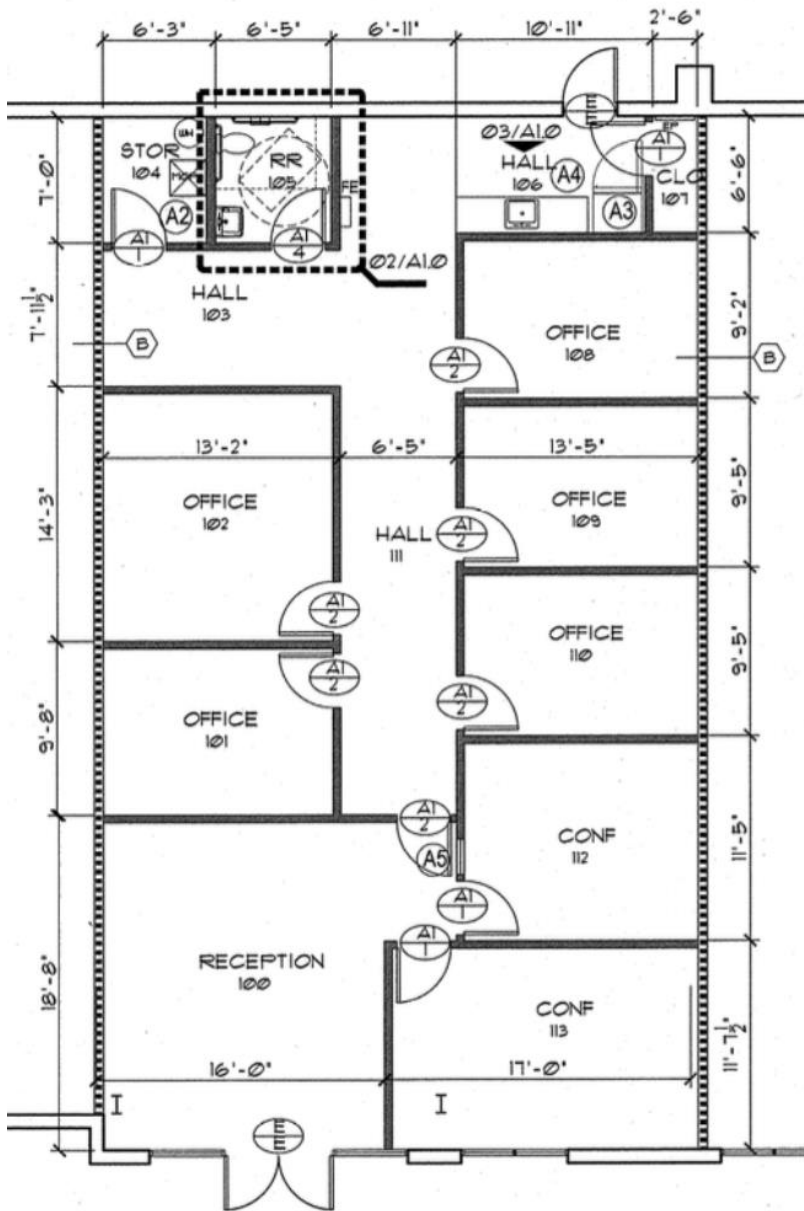 6'-3" 6'-5" 6'-11" 10'-11" 2'-6"
7'-0"
7'-11½"
14'-3"
9'-8"
18'-8"
WH
STOR
104
MOP
A2
A1
1
RR
105
FE
A1
4
02/A1.0
03/A1.0
HALL
106
A4
A3
E
E
EP
A1
1
CLO
107
6'-6"
9'-2"
9'-5"
9'-5"
11'-5"
11'-7½"
HALL
103
B
B
OFFICE
108
A1
2
13'-2" 6'-5" 13'-5"
OFFICE
102
A1
2
HALL
111
OFFICE
109
A1
2
OFFICE
101
A1
2
OFFICE
110
A1
2
A1
2
A5
CONF
112
A1
1
A1
1
RECEPTION
100
CONF
113
16'-0" 17'-0"
I
I
E
E